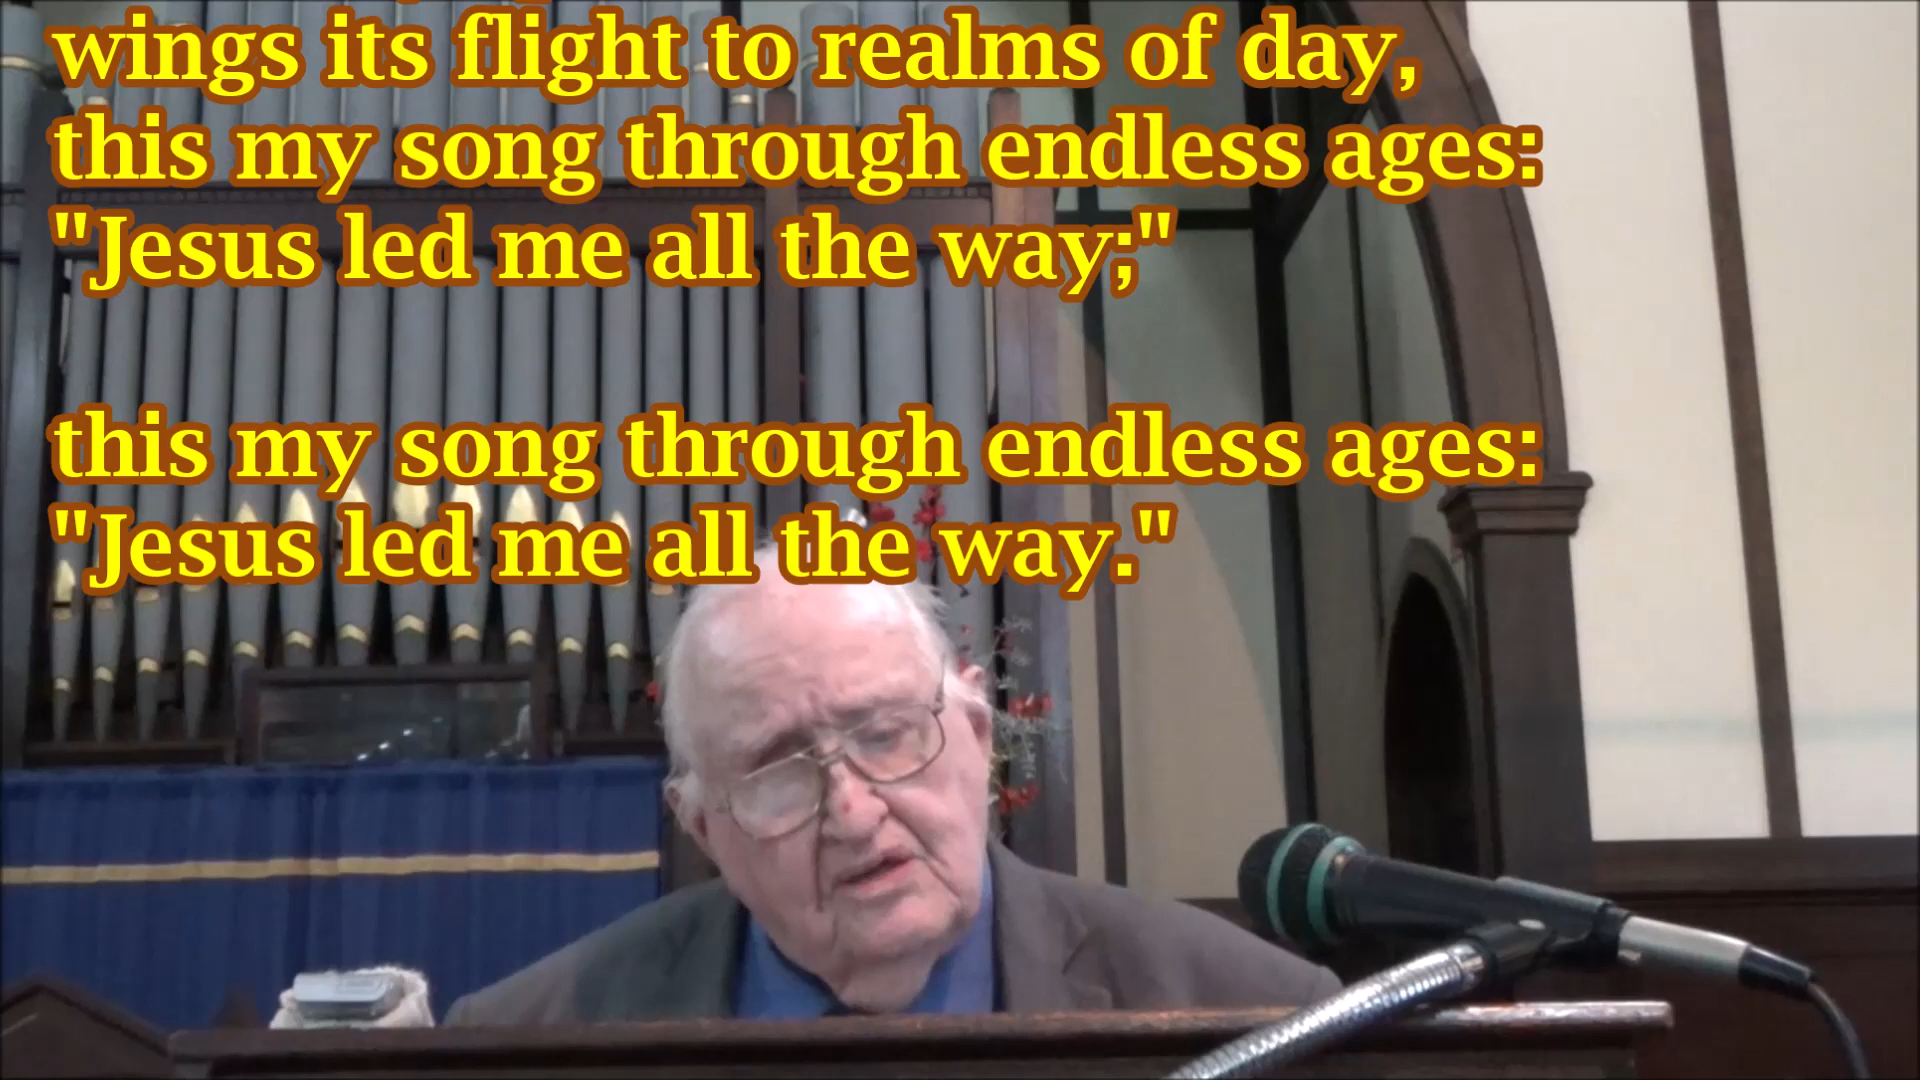 wings its flight to realms of day,
this my song through endless ages:
"Jesus led me all the way;"
this my song through endless ages:
"Jesus led me all the way."